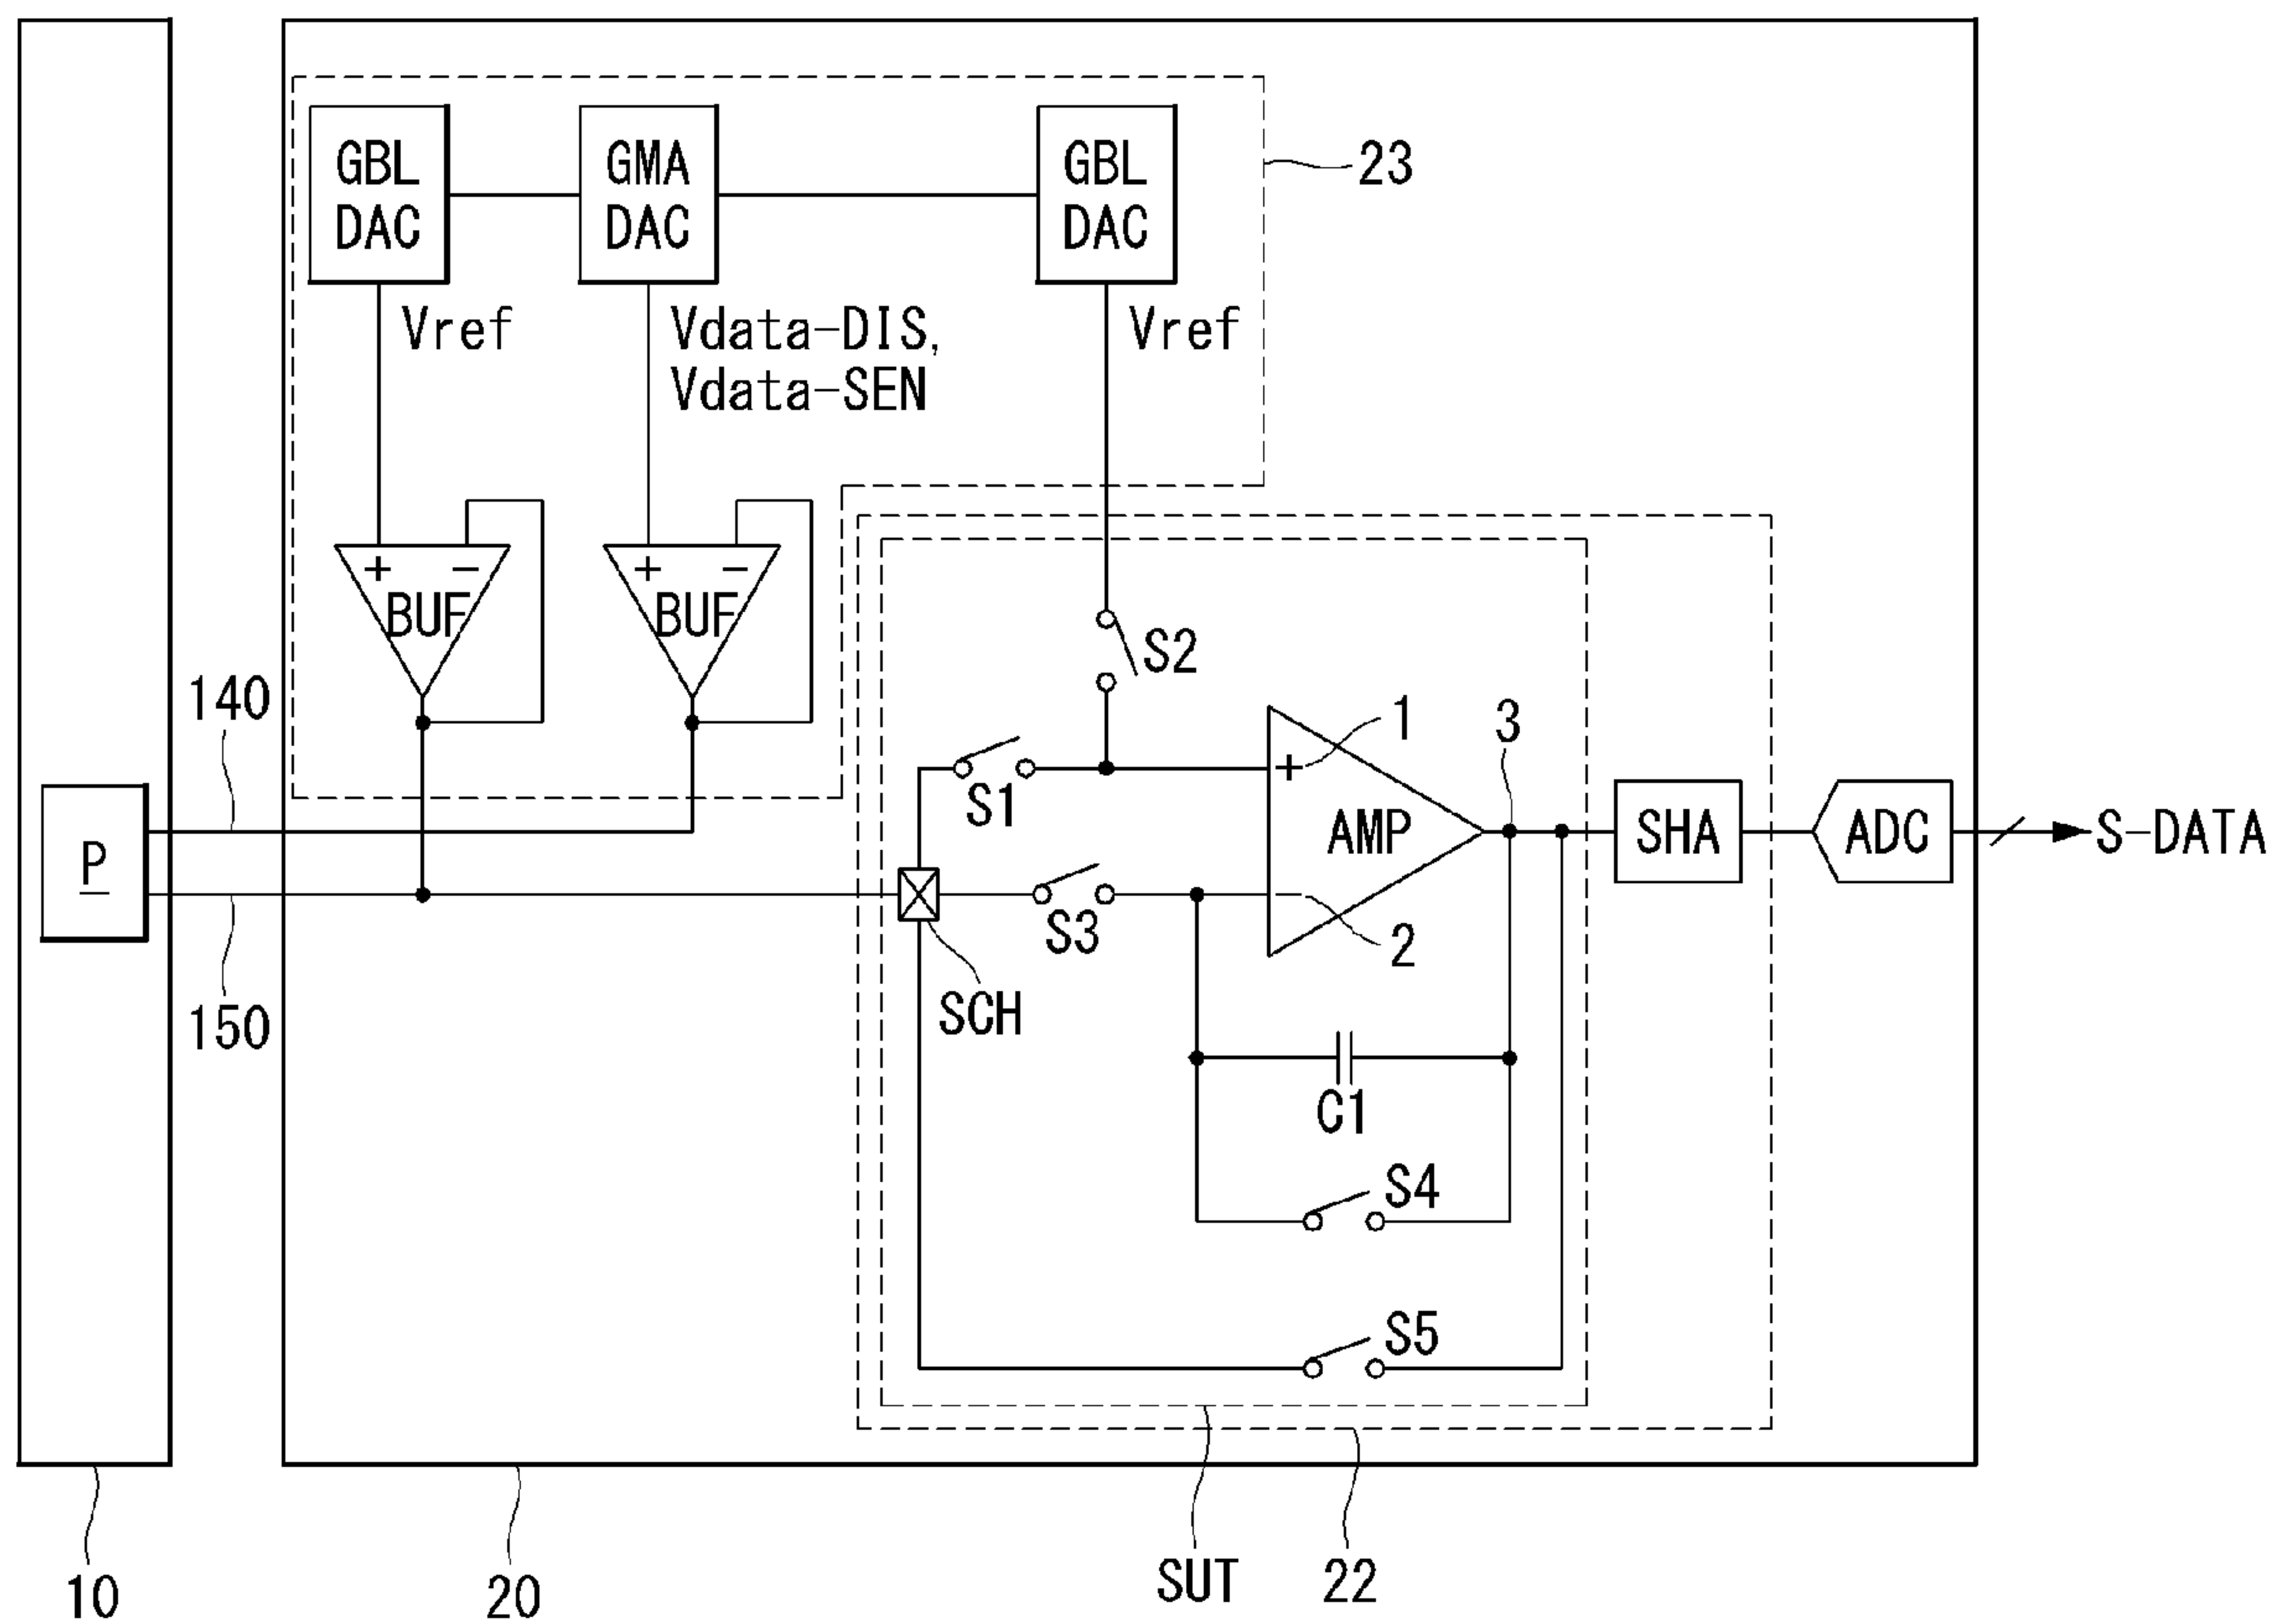 GBL
DAC
GMA
DAC
GBL
DAC
23
Vref
Vdata-DIS,
Vdata-SEN
Vref
+ −
BUF
+ −
BUF
S2
140
1
3
+
S1
AMP
SHA
ADC
S-DATA
P
−
S3
2
SCH
150
C1
S4
S5
SUT
22
10
20